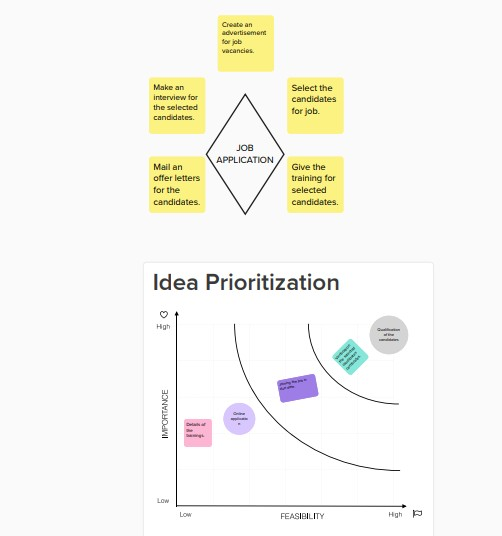 Create an
advertisement
for job
vacancies.
Make an
interview for
the selected
candidates.
Select the
candidates
for job.
JOB
APPLICATION
Mail an
offer letters
for the
candidates.
Give the
training for
selected
candidates.
Idea Prioritization
High
Qualification
of the
candidates
IMPORTANCE
Online
applicatio
n
Details of
the
trainings
Low
Low
FEASIBILITY
High